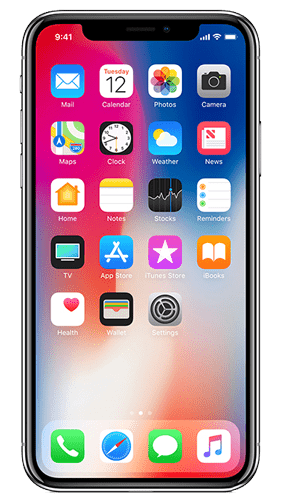 9:41
Tuesday
12
Mail Calendar Photos Camera
Maps Clock Weather News
Home Notes Stocks Reminders
TV App Store iTunes Store iBooks
Health Wallet Settings